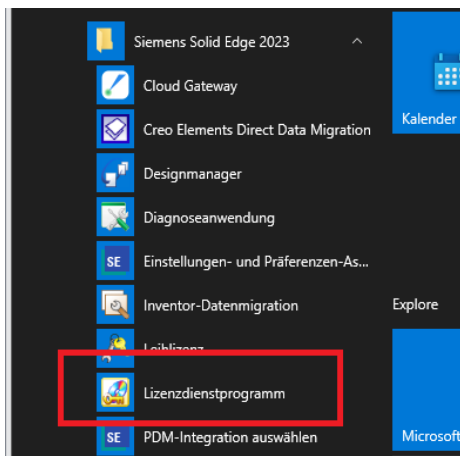 Siemens Solid Edge 2023
Cloud Gateway
Kalender
Creo Elements Direct Data Migration
Designmanager
Diagnoseanwendung
SE
Einstellungen- und Präferenzen-As...
Inventor-Datenmigration
Explore
Leihlizenz
Lizenzdienstprogramm
SE
PDM-Integration auswählen
Microsoft